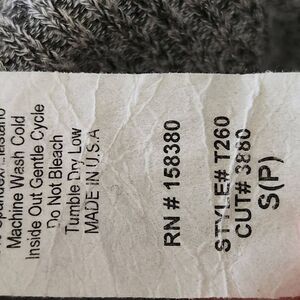 Machine Wash Cold
Inside Out Gentle Cycle
Do Not Bleach
Tumble Dry Low
MADE IN U.S.A
RN # 158380
STYLE# T260
CUT# 3880
S(P)